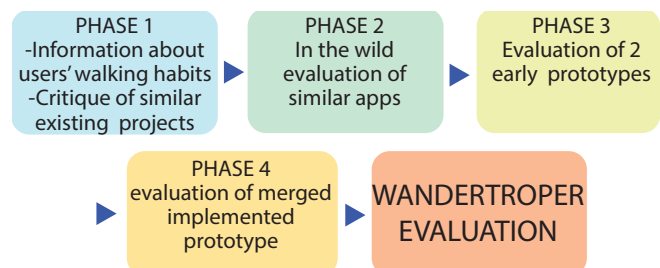 PHASE 1
-Information about
users' walking habits
-Critique of similar
existing projects
PHASE 2
In the wild
evaluation of
similar apps
PHASE 3
Evaluation of 2
early prototypes
PHASE 4
evaluation of merged
implemented
prototype
WANDERTROPER
EVALUATION